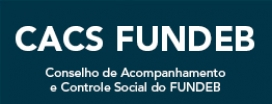 CACS FUNDEB
Conselho de Acompanhamento
e Controle Social do FUNDEB